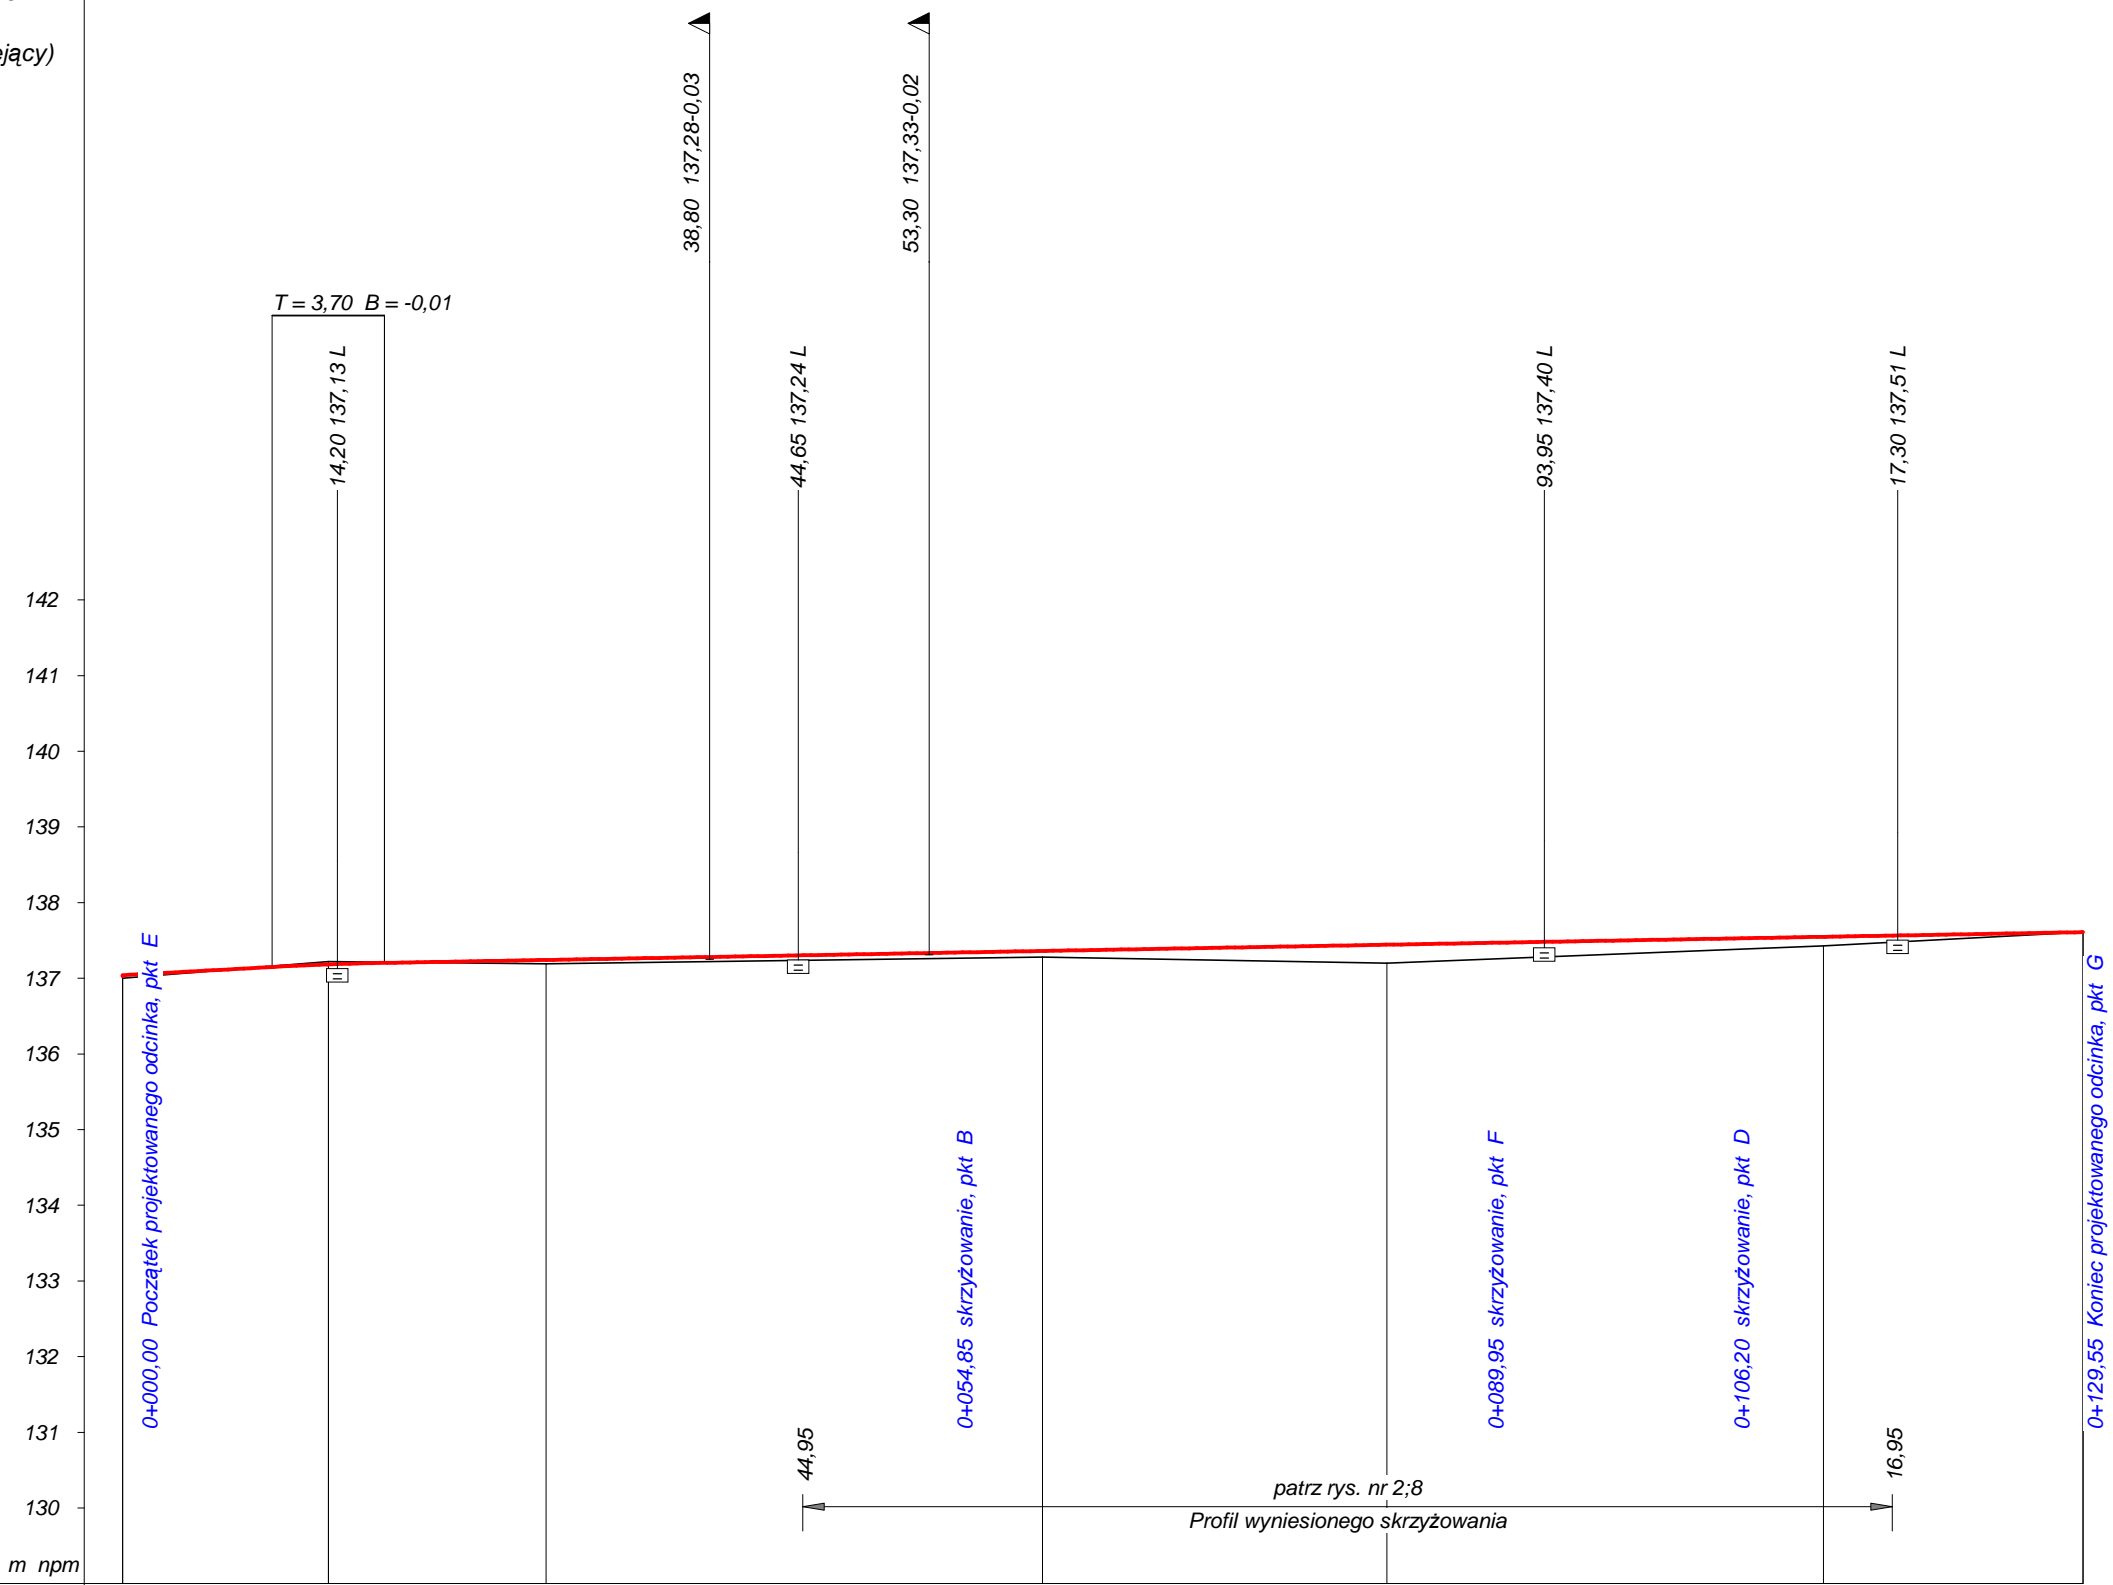 ejący)
38,80 137,28-0,03
53,30 137,33-0,02
T = 3,70 B = -0,01
14,20 137,13 L
44,65 137,24 L
93,95 137,40 L
17,30 137,51 L
142
141
140
139
138
137
136
135
134
133
132
131
130
m npm
0+000,00 Początek projektowanego odcinka, pkt E
0+054,85 skrzyżowanie, pkt B
0+089,95 skrzyżowanie, pkt F
0+106,20 skrzyżowanie, pkt D
0+129,55 Koniec projektowanego odcinka, pkt G
44,95
16,95
patrz rys. nr 2;8
Profil wyniesionego skrzyżowania